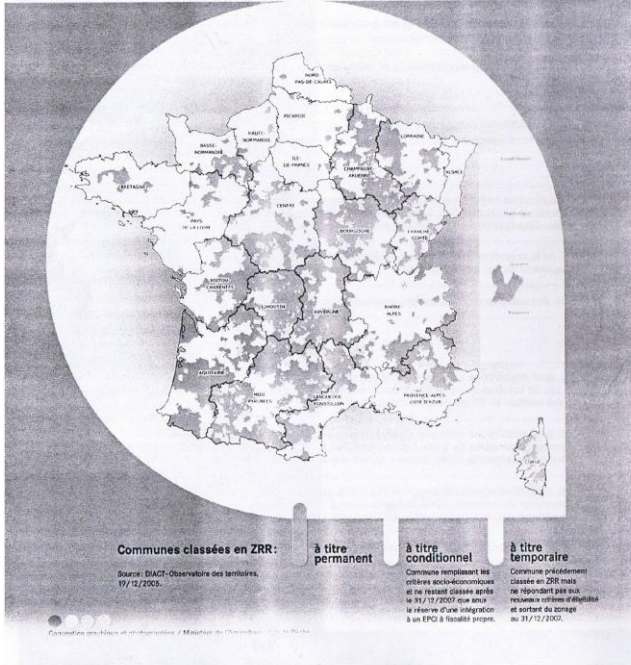 NORD
PAS-DE-CALAIS
PICARDIE
HAUTE-
NORMANDIE
BASSE-
NORMANDIE
ILE-
DE-FRANCE
CHAMPAGNE
ARDENNE
LORRAINE
ALSACE
BRETAGNE
PAYS
DE LA LOIRE
CENTRE
BOURGOGNE
FRANCHE
COMTÉ
POITOU
CHARENTES
LIMOUSIN
AUVERGNE
RHÔNE
ALPES
AQUITAINE
MIDI
PYRÉNÉES
LANGUEDOC
ROUSSILLON
PROVENCE-ALPES
COTE D'AZUR
CORSE
Communes classées en ZRR :
Source : DIACT-Observatoire des territoires,
19/12/2005.
à titre
permanent
à titre
conditionnel
Commune remplissant les
critères socio-économiques
et ne restant classée après
le 31/12/2007 que sous
la réserve d'une intégration
à un EPCI à fiscalité propre.
à titre
temporaire
Commune précédemment
classée en ZRR mais
ne répondant pas aux
nouveaux critères d'éligibilité
et sortant du zonage
au 31/12/2007.
Conception graphique et photographies / Ministère de l'Agriculture et de la Pêche